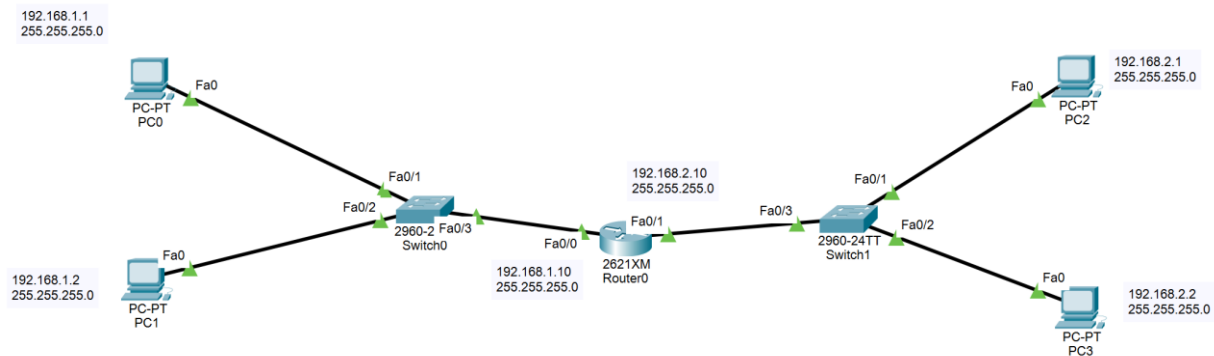 192.168.1.1
255.255.255.0
Fa0
PC-PT
PC0
192.168.2.1
255.255.255.0
Fa0
PC-PT
PC2
Fa0/1
Fa0/2
Fa0/3
2960-2
Switch0
192.168.2.10
255.255.255.0
Fa0/1
Fa0/0
2621XM
Router0
192.168.1.10
255.255.255.0
Fa0/1
Fa0/3
Fa0/2
2960-24TT
Switch1
192.168.1.2
255.255.255.0
Fa0
PC-PT
PC1
Fa0
192.168.2.2
255.255.255.0
PC-PT
PC3